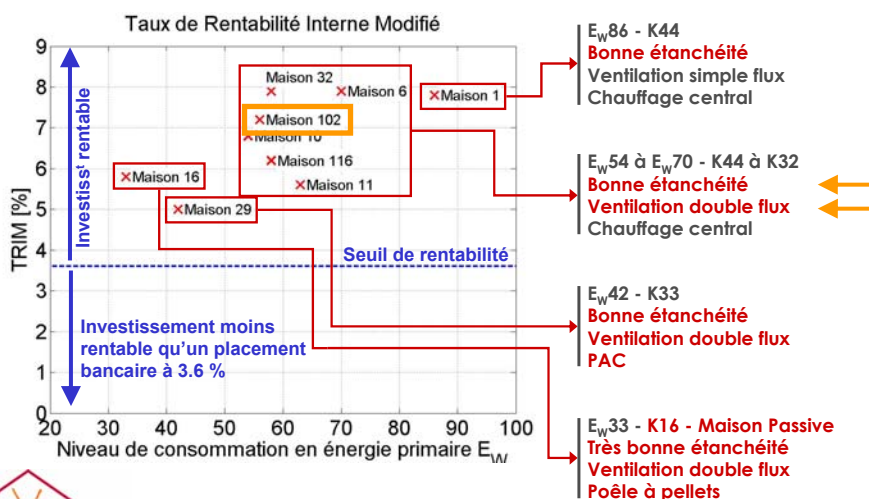 Taux de Rentabilité Interne Modifié
TRIM [%]
9
8
7
6
5
4
3
2
1
0
20 30 40 50 60 70 80 90 100
Niveau de consommation en énergie primaire EW
Investissᵗ rentable
Maison 32
Maison 6
Maison 1
Maison 102
Maison 10
Maison 116
Maison 11
Maison 16
Maison 29
Seuil de rentabilité
Investissement moins
rentable qu'un placement
bancaire à 3.6 %
EW86 - K44
Bonne étanchéité
Ventilation simple flux
Chauffage central
EW54 à EW70 - K44 à K32
Bonne étanchéité
Ventilation double flux
Chauffage central
EW42 - K33
Bonne étanchéité
Ventilation double flux
PAC
EW33 - K16 - Maison Passive
Très bonne étanchéité
Ventilation double flux
Poêle à pellets